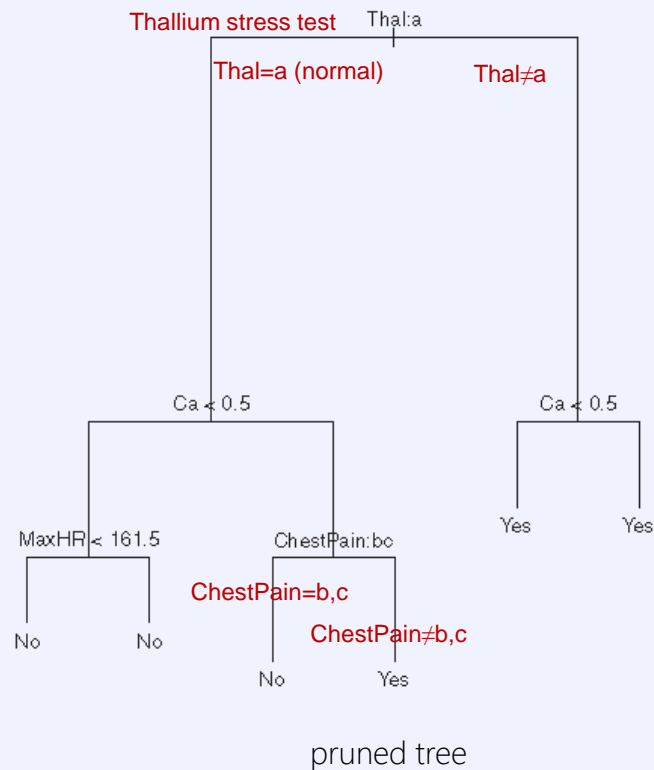 Thallium stress test
Thal:a
Thal=a (normal)
Thal≠a
Ca < 0.5
Ca < 0.5
MaxHR < 161.5
ChestPain:bc
Yes
Yes
ChestPain=b,c
ChestPain≠b,c
No
No
No
Yes
pruned tree